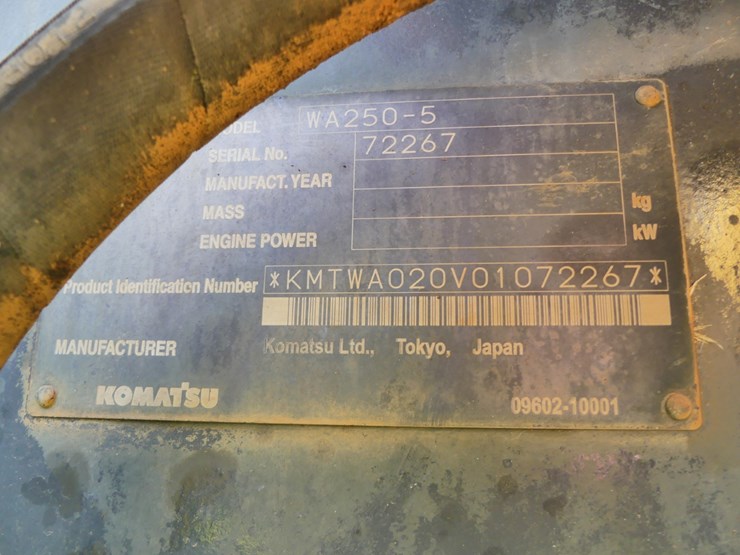 ODEL WA250-5
SERIAL No. 72267
MANUFACT. YEAR
MASS kg
ENGINE POWER kW
Product Identification Number *KMTWA020V01072267*
MANUFACTURER Komatsu Ltd., Tokyo, Japan
KOMATSU 09602-10001